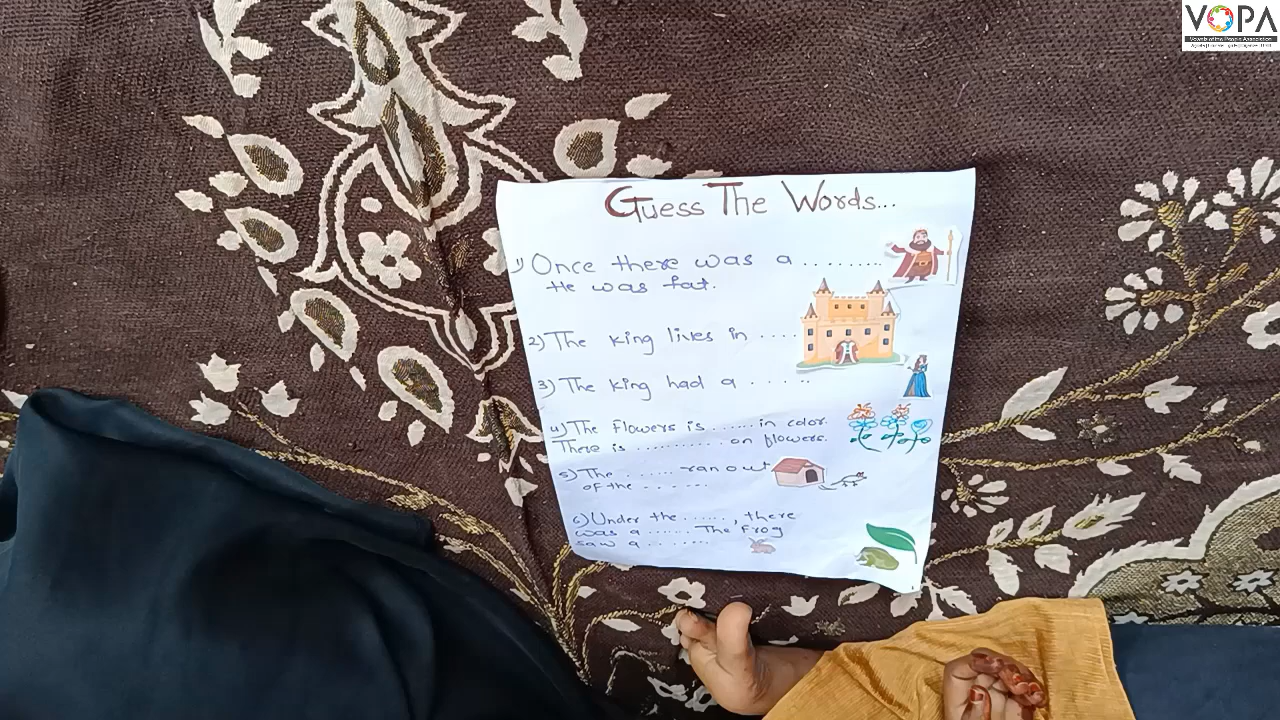 VOPA
Guess The Words...
1) Once there was a .........
He was fat.
2) The king lives in ....
3) The king had a ......
4) The flowers is ....... in color.
There is .......... on flowers.
5) The ....... ran out
of the .......
6) Under the ......, there
was a ...... The Frog
saw a ........